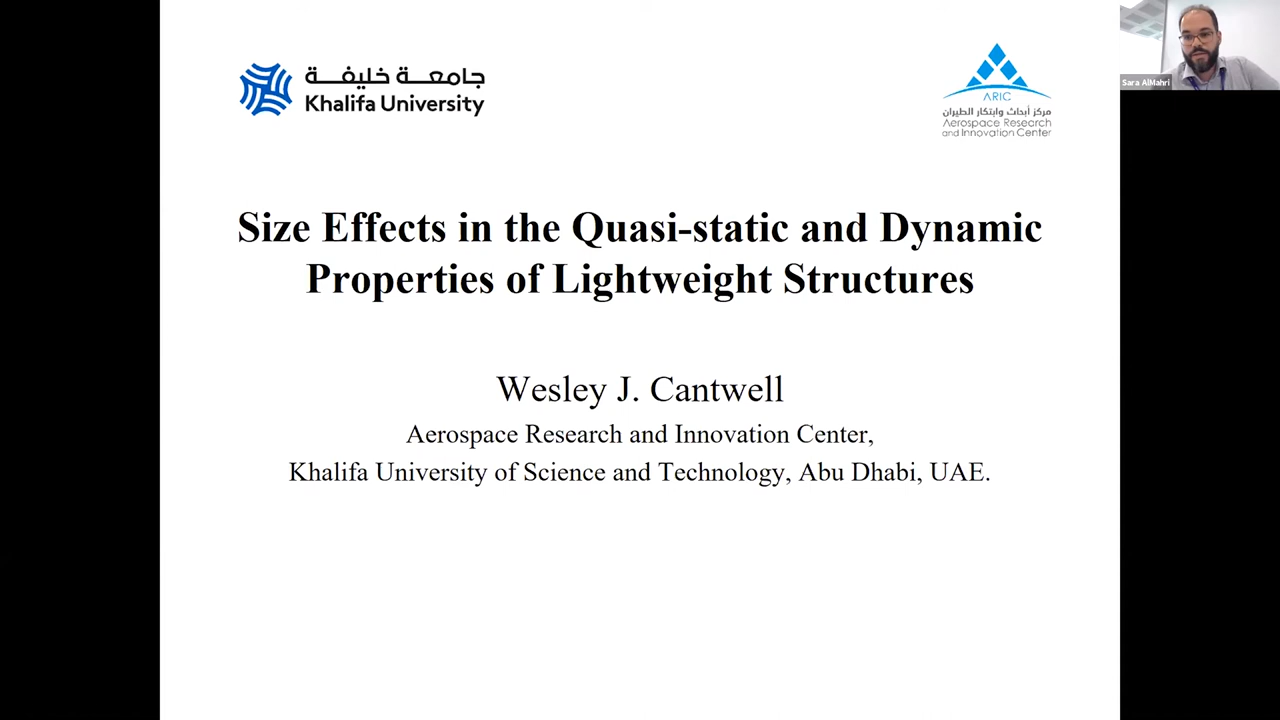 جامعة خليفة
Khalifa University
ARIC
مركز أبحاث وابتكار الطيران
Aerospace Research
and Innovation Center
Sara AlMahri
Size Effects in the Quasi-static and Dynamic
Properties of Lightweight Structures
Wesley J. Cantwell
Aerospace Research and Innovation Center,
Khalifa University of Science and Technology, Abu Dhabi, UAE.